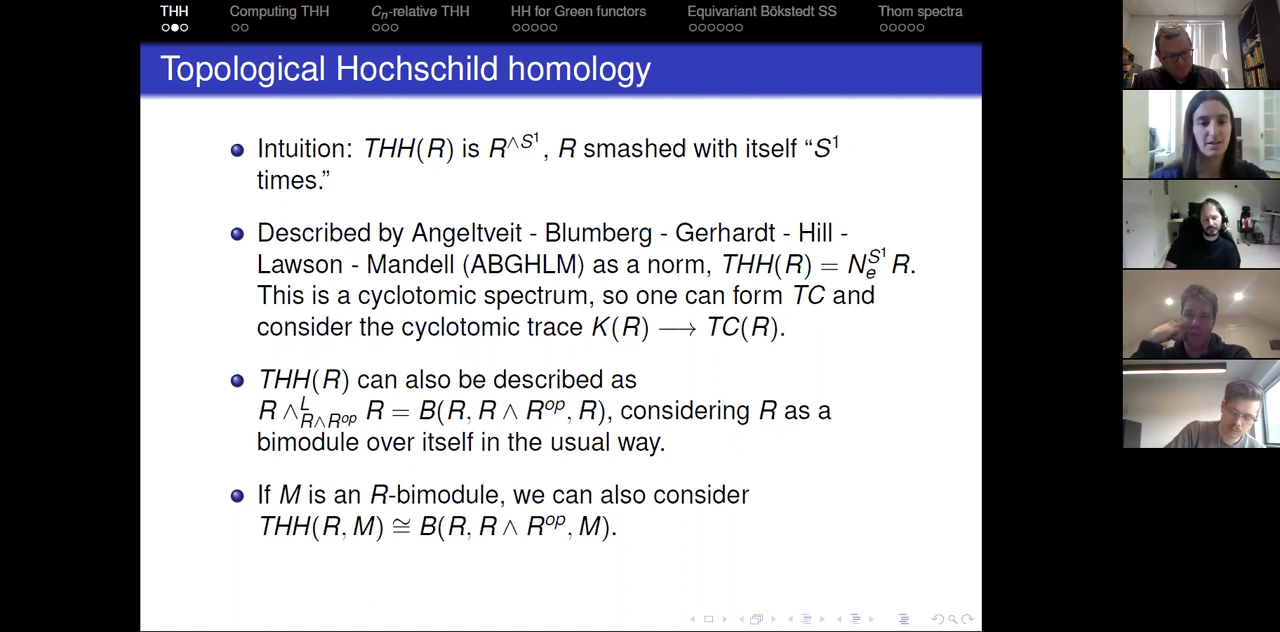 THH Computing THH Cn-relative THH HH for Green functors Equivariant Bökstedt SS Thom spectra
Topological Hochschild homology
Intuition: THH(R) is R^{∧S^1}, R smashed with itself “S^1
times.”
Described by Angeltveit - Blumberg - Gerhardt - Hill -
Lawson - Mandell (ABGHLM) as a norm, THH(R) = N_e^{S^1} R.
This is a cyclotomic spectrum, so one can form TC and
consider the cyclotomic trace K(R) ⟶ TC(R).
THH(R) can also be described as
R ∧^L_{R∧R^{op}} R = B(R, R ∧ R^{op}, R), considering R as a
bimodule over itself in the usual way.
If M is an R-bimodule, we can also consider
THH(R, M) ≅ B(R, R ∧ R^{op}, M).